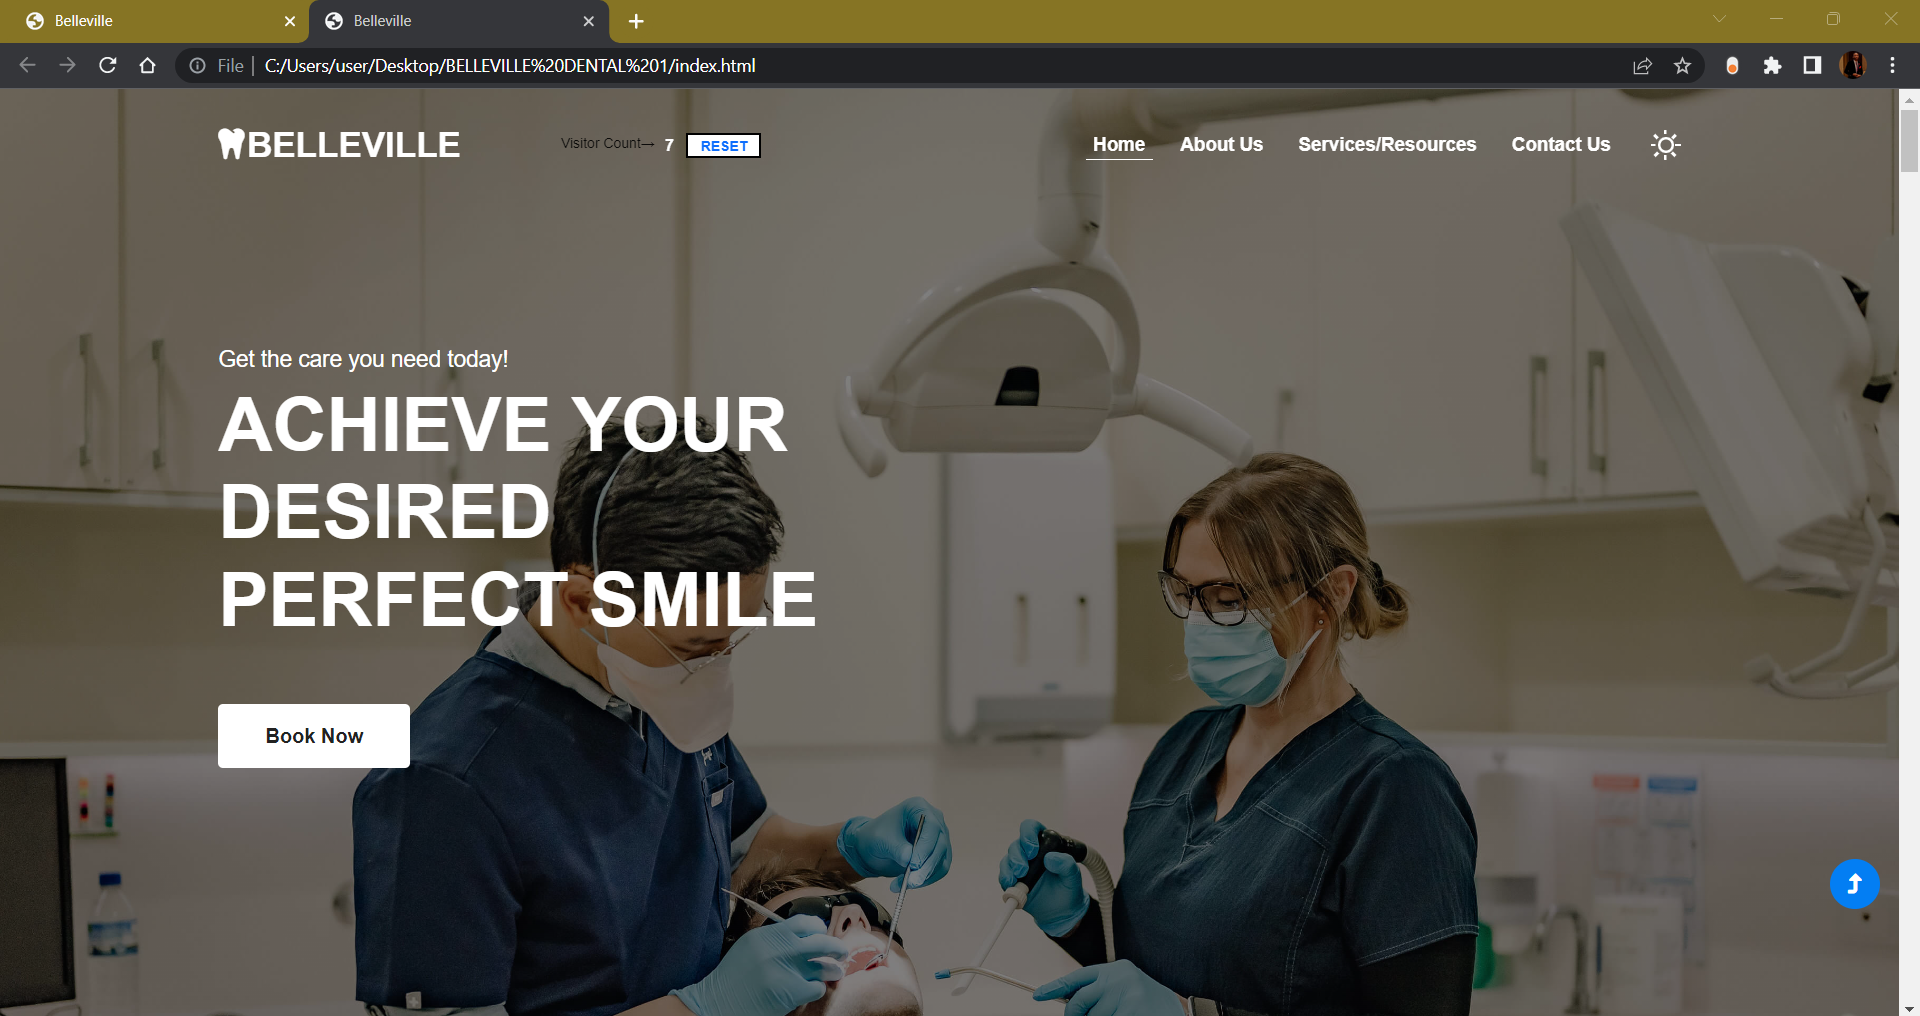 Belleville
Belleville
File
C:/Users/user/Desktop/BELLEVILLE%20DENTAL%201/index.html
BELLEVILLE
Visitor Count→ 7 RESET
Home About Us Services/Resources Contact Us
Get the care you need today!
ACHIEVE YOUR
DESIRED
PERFECT SMILE
Book Now